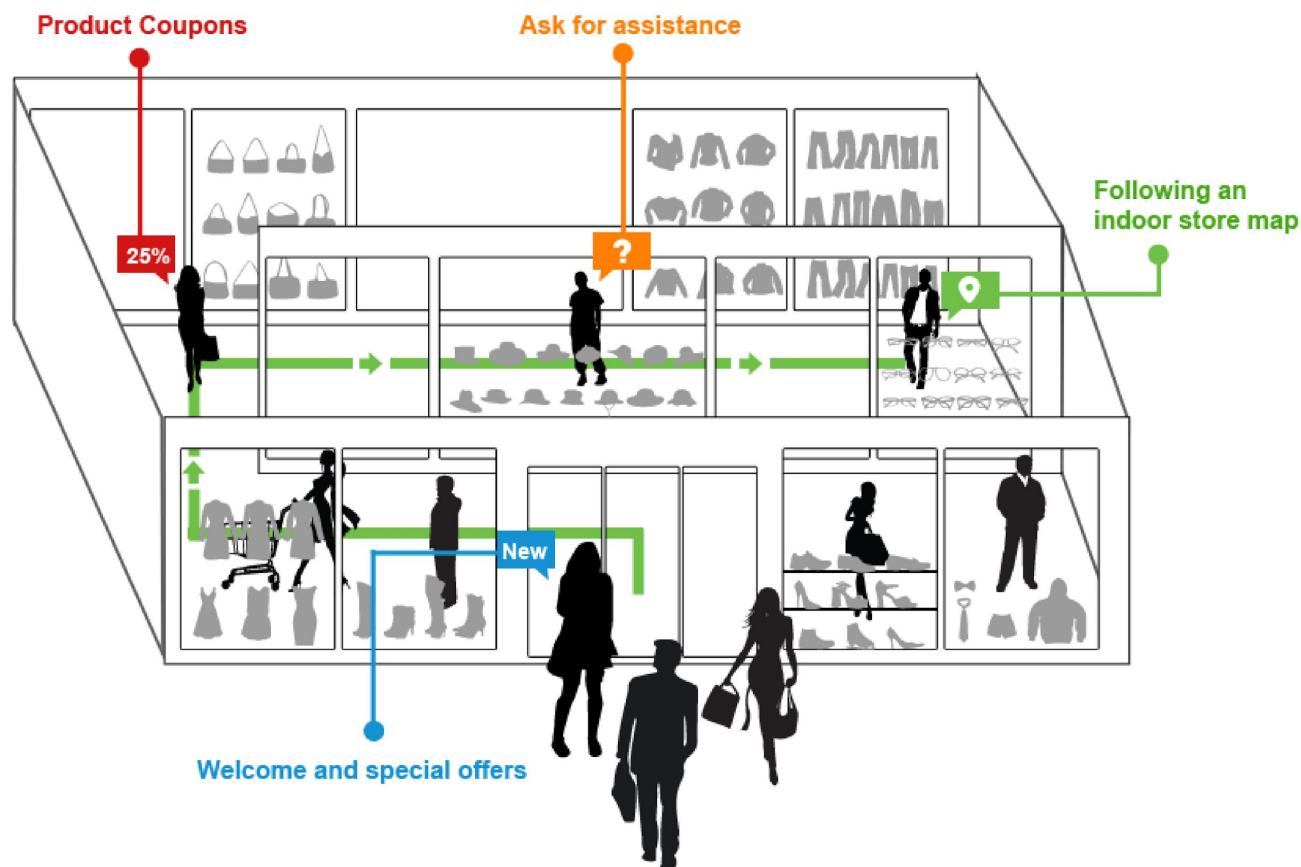 Product Coupons
Ask for assistance
Following an
indoor store map
25%
?
New
Welcome and special offers